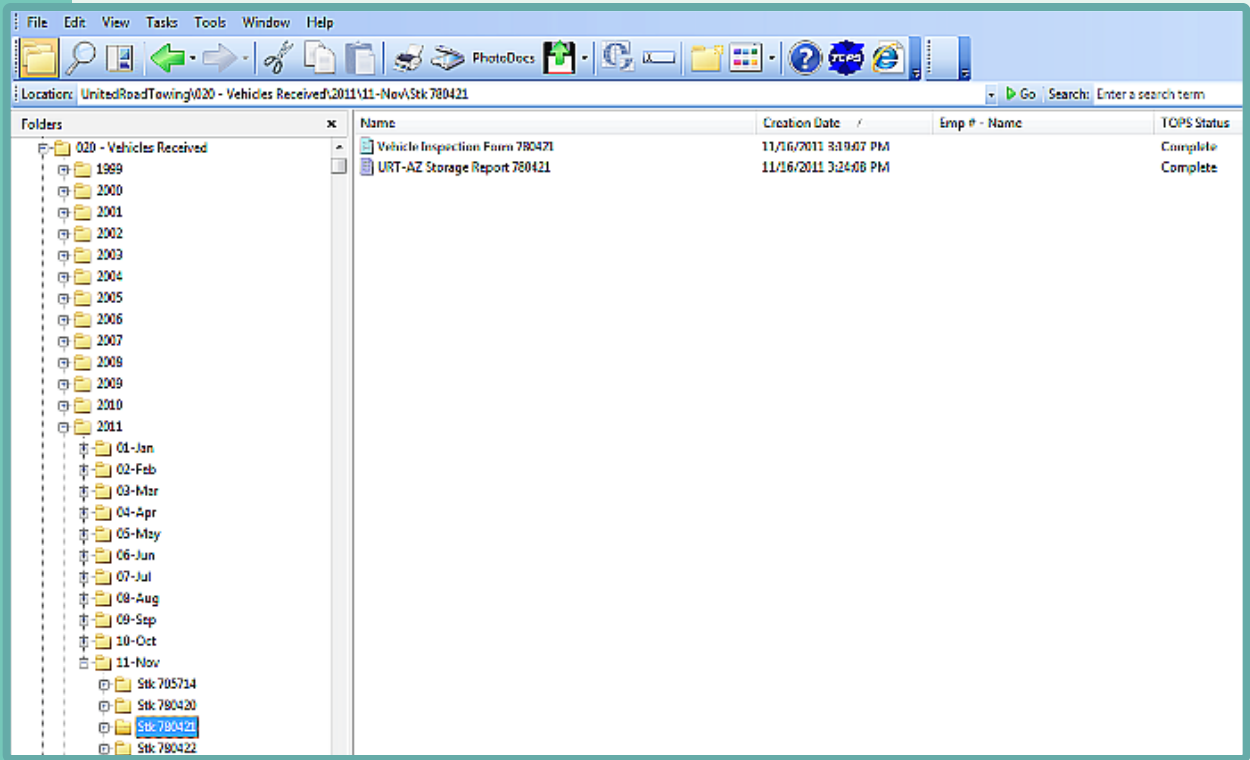 File Edit View Tasks Tools Window Help
PhotoDocs TOPS
Location: UnitedRoadTowing\020 - Vehicles Received\2011\11-Nov\Stk 780421 Go Search: Enter a search term
Folders x Name Creation Date / Emp # - Name TOPS Status
020 - Vehicles Received Vehicle Inspection Form 780421 11/16/2011 3:19:07 PM Complete
1999 URT-AZ Storage Report 780421 11/16/2011 3:24:08 PM Complete
2000
2001
2002
2003
2004
2005
2006
2007
2008
2009
2010
2011
01-Jan
02-Feb
03-Mar
04-Apr
05-May
06-Jun
07-Jul
08-Aug
09-Sep
10-Oct
11-Nov
Stk 705714
Stk 780420
Stk 780421
Stk 780422